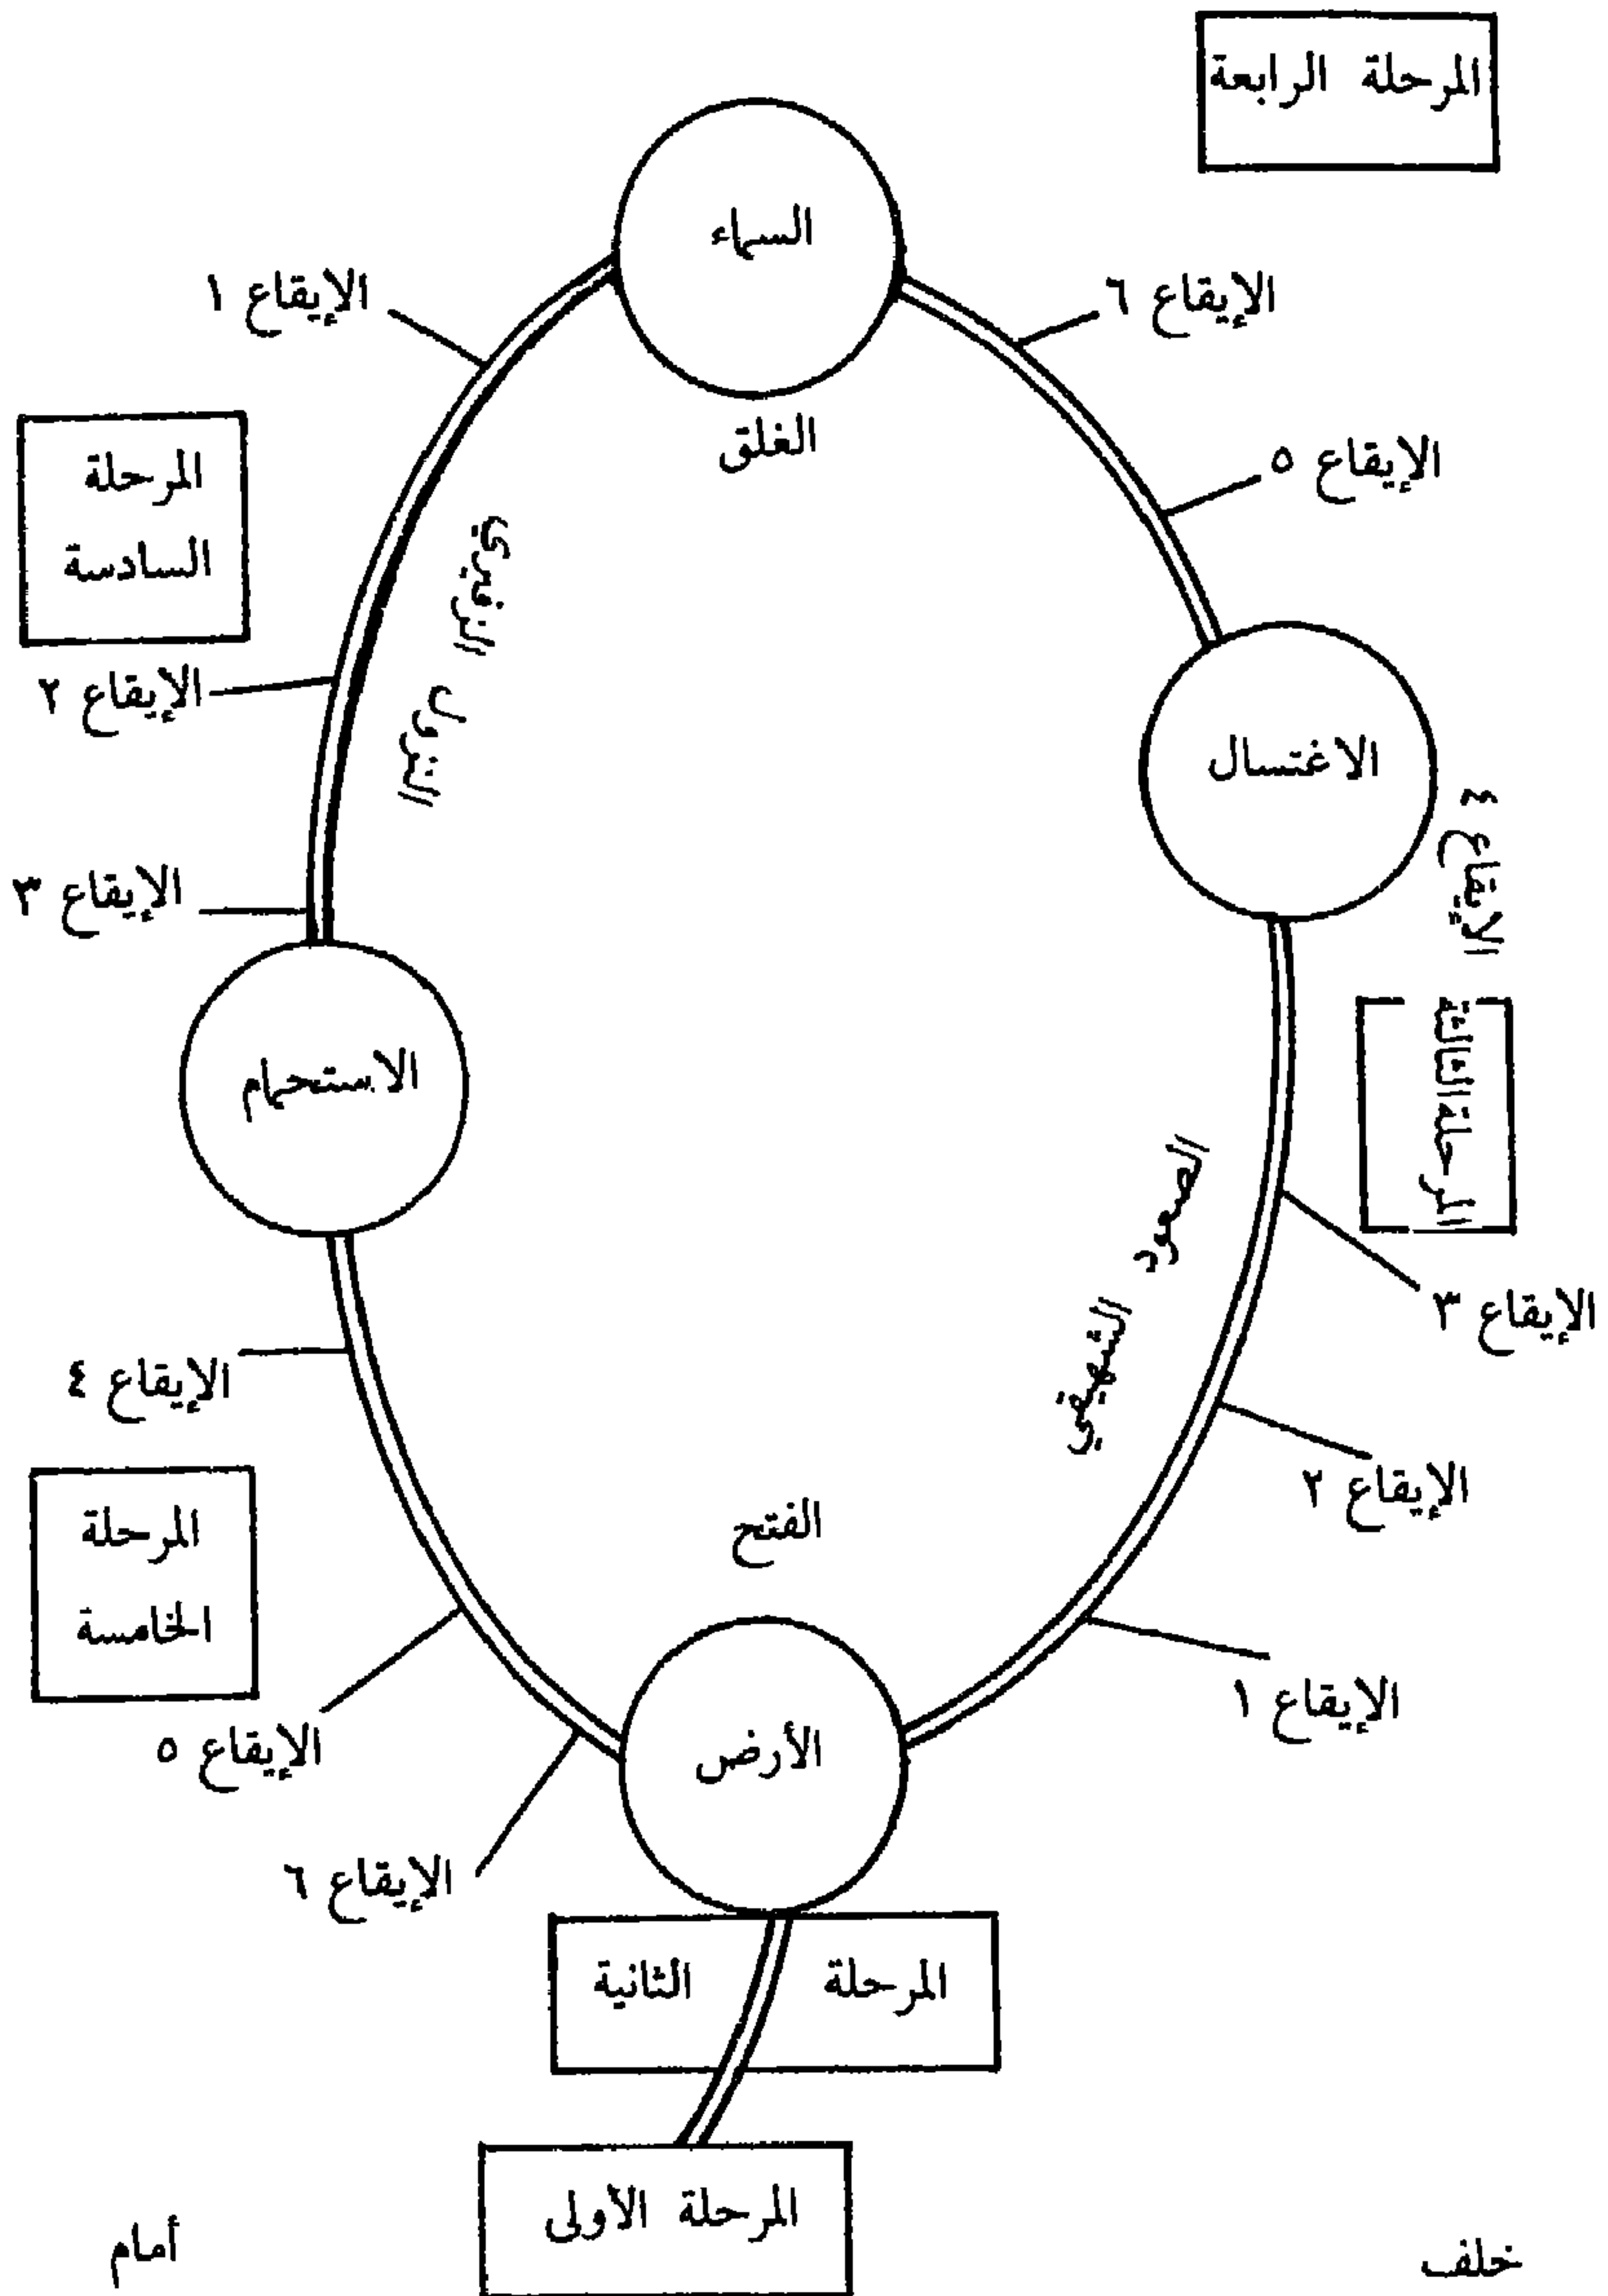 المرحلة الرابعة
السماء
الإيقاع ٦
الإيقاع ١
الغلق
الإيقاع ٥
المرحلة
السادسة
النزول الزفيري
الإيقاع ٢
الاغتسال
الإيقاع ٤
الإيقاع ٣
المرحلة الثالثة
الاستحمام
الصعود الشهيقي
الإيقاع ٣
الإيقاع ٤
الإيقاع ٢
المرحلة
الخامسة
الفتح
الإيقاع ١
الإيقاع ٥
الأرض
الإيقاع ٦
المرحلة الثانية
المرحلة الأولى
خلف
أمام